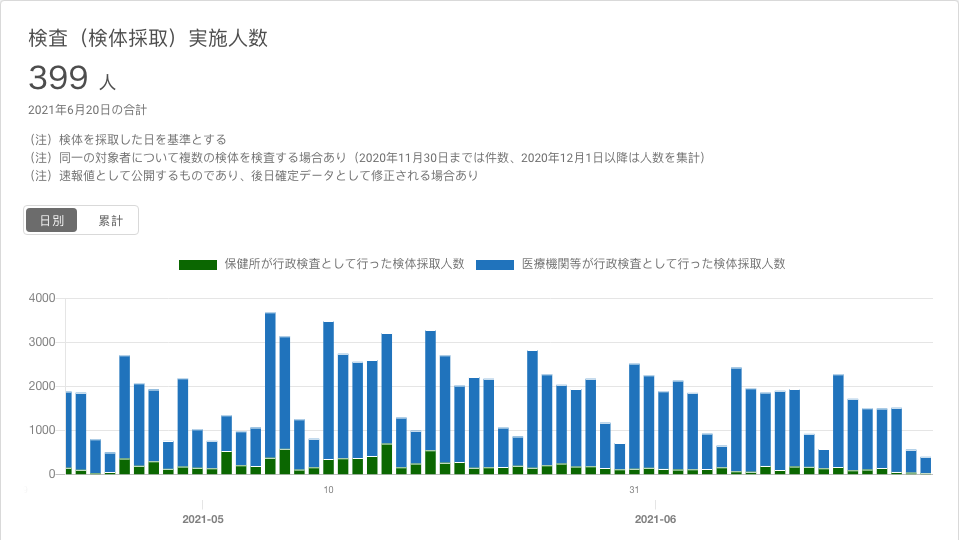 検査（検体採取）実施人数
399 人
2021年6月20日の合計
（注）検体を採取した日を基準とする
（注）同一の対象者について複数の検体を検査する場合あり（2020年11月30日までは件数、2020年12月1日以降は人数を集計）
（注）速報値として公開するものであり、後日確定データとして修正される場合あり
日別 累計
保健所が行政検査として行った検体採取人数 医療機関等が行政検査として行った検体採取人数
4000
3000
2000
1000
0
10 31
2021-05 2021-06